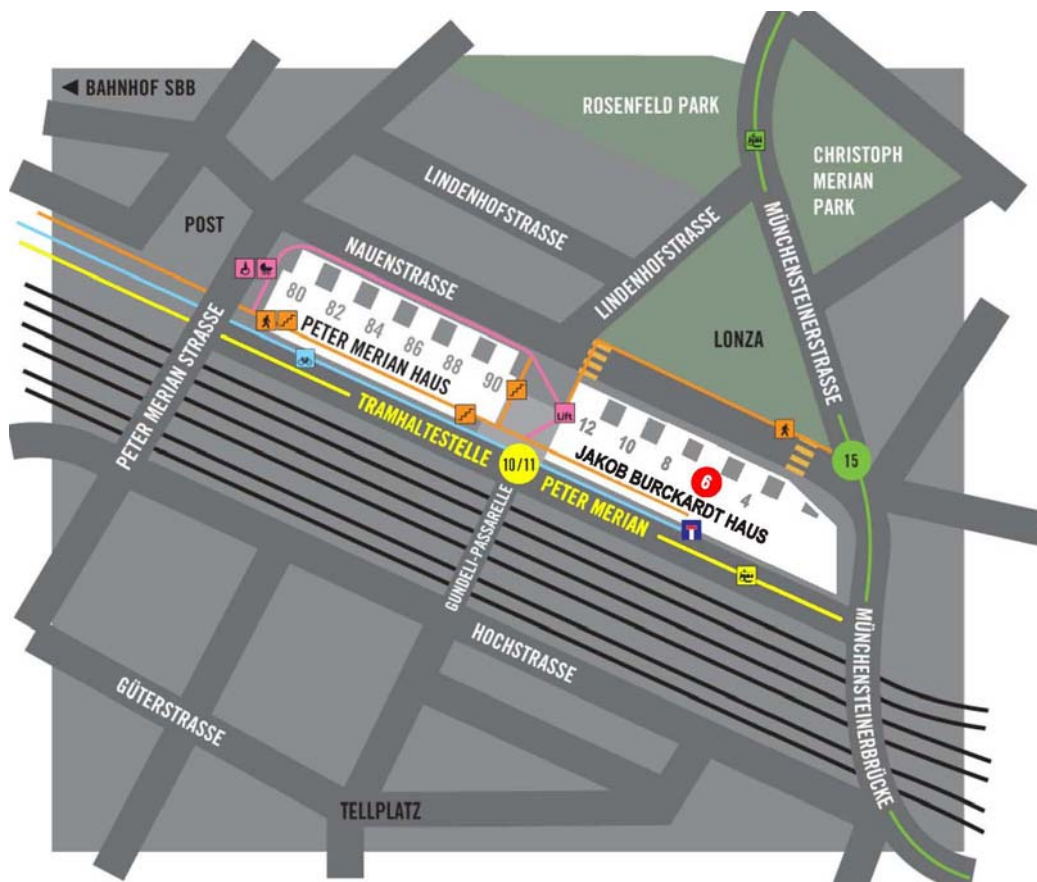 ◄ BAHNHOF SBB
ROSENFELD PARK
CHRISTOPH
MERIAN
PARK
LINDENHOFSTRASSE
POST
NAUENSTRASSE
LINDENHOFSTRASSE
MÜNCHENSTEINERSTRASSE
80
82
84
86
88
90
PETER MERIAN HAUS
LONZA
PETER MERIAN STRASSE
TRAMHALTESTELLE
10/11
PETER MERIAN
Lift
12
10
8
6
4
JAKOB BURCKARDT HAUS
15
GUNDELI-PASSARELLE
HOCHSTRASSE
MÜNCHENSTEINERBRÜCKE
GÜTERSTRASSE
TELLPLATZ